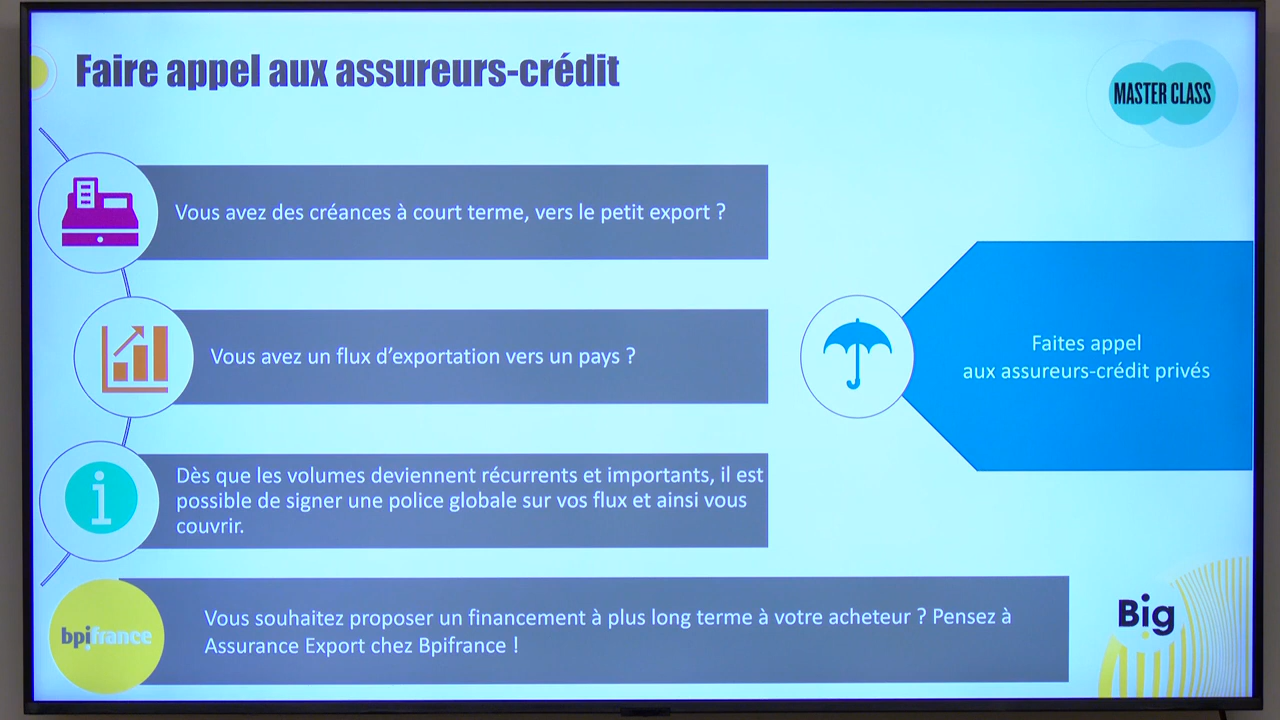 Faire appel aux assureurs-crédit
MASTER CLASS
Vous avez des créances à court terme, vers le petit export ?
Vous avez un flux d'exportation vers un pays ?
Faites appel
aux assureurs-crédit privés
Dès que les volumes deviennent récurrents et importants, il est
possible de signer une police globale sur vos flux et ainsi vous
couvrir.
bpifrance
Vous souhaitez proposer un financement à plus long terme à votre acheteur ? Pensez à
Assurance Export chez Bpifrance !
Big